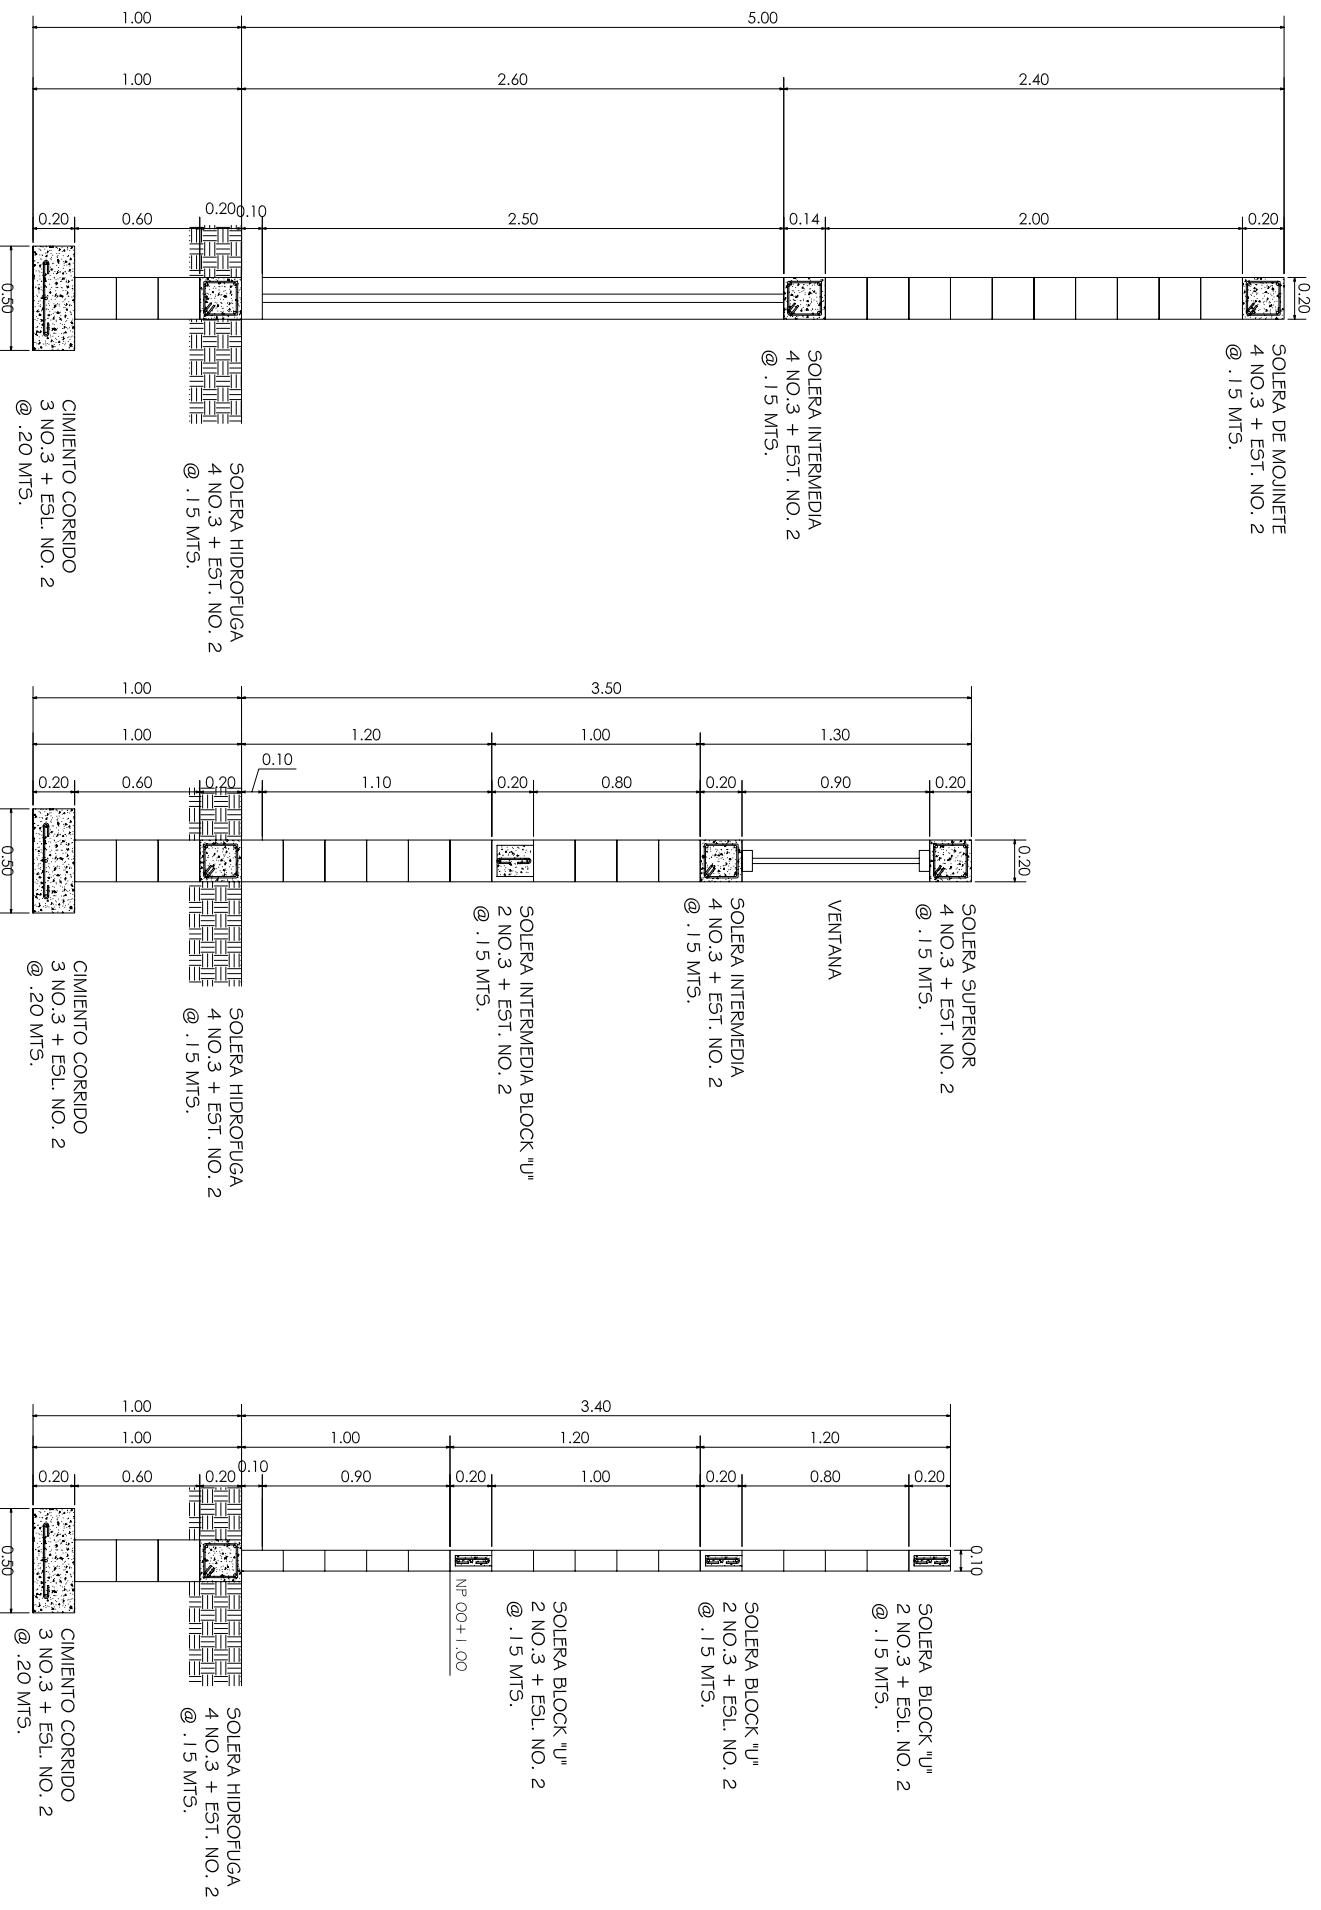 1.00
5.00
1.00
2.60
2.40
0.20
0.60
0.20
0.10
2.50
0.14
2.00
0.20
0.50
0.20
SOLERA DE MOJINETE
4 NO.3 + EST. NO. 2
@ .15 MTS.
SOLERA INTERMEDIA
4 NO.3 + EST. NO. 2
@ .15 MTS.
SOLERA HIDROFUGA
4 NO.3 + EST. NO. 2
@ .15 MTS.
CIMIENTO CORRIDO
3 NO.3 + ESL. NO. 2
@ .20 MTS.
1.00
3.50
1.00
1.20
1.00
1.30
0.10
0.20
0.60
0.20
1.10
0.20
0.80
0.20
0.90
0.20
0.50
0.20
SOLERA SUPERIOR
4 NO.3 + EST. NO. 2
@ .15 MTS.
VENTANA
SOLERA INTERMEDIA
4 NO.3 + EST. NO. 2
@ .15 MTS.
SOLERA INTERMEDIA BLOCK "U"
2 NO.3 + EST. NO. 2
@ .15 MTS.
SOLERA HIDROFUGA
4 NO.3 + EST. NO. 2
@ .15 MTS.
CIMIENTO CORRIDO
3 NO.3 + ESL. NO. 2
@ .20 MTS.
1.00
3.40
1.00
1.00
1.20
1.20
0.20
0.60
0.20
0.10
0.90
0.20
1.00
0.20
0.80
0.20
0.50
0.10
SOLERA BLOCK "U"
2 NO.3 + ESL. NO. 2
@ .15 MTS.
SOLERA BLOCK "U"
2 NO.3 + ESL. NO. 2
@ .15 MTS.
SOLERA BLOCK "U"
2 NO.3 + ESL. NO. 2
@ .15 MTS.
NP 00+1.00
SOLERA HIDROFUGA
4 NO.3 + EST. NO. 2
@ .15 MTS.
CIMIENTO CORRIDO
3 NO.3 + ESL. NO. 2
@ .20 MTS.